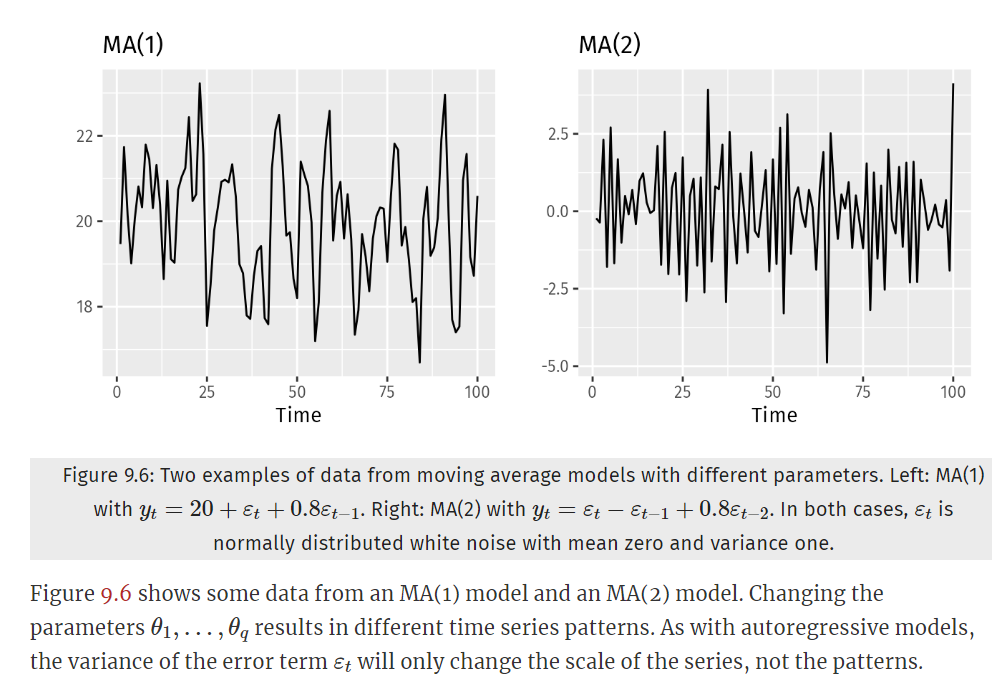 MA(1)
MA(2)
22
20
18
0 25 50 75 100
Time
2.5
0.0
-2.5
-5.0
0 25 50 75 100
Time
Figure 9.6: Two examples of data from moving average models with different parameters. Left: MA(1)
with yₜ = 20 + εₜ + 0.8εₜ₋₁. Right: MA(2) with yₜ = εₜ − εₜ₋₁ + 0.8εₜ₋₂. In both cases, εₜ is
normally distributed white noise with mean zero and variance one.
Figure 9.6 shows some data from an MA(1) model and an MA(2) model. Changing the
parameters θ₁, . . . , θ_q results in different time series patterns. As with autoregressive models,
the variance of the error term εₜ will only change the scale of the series, not the patterns.